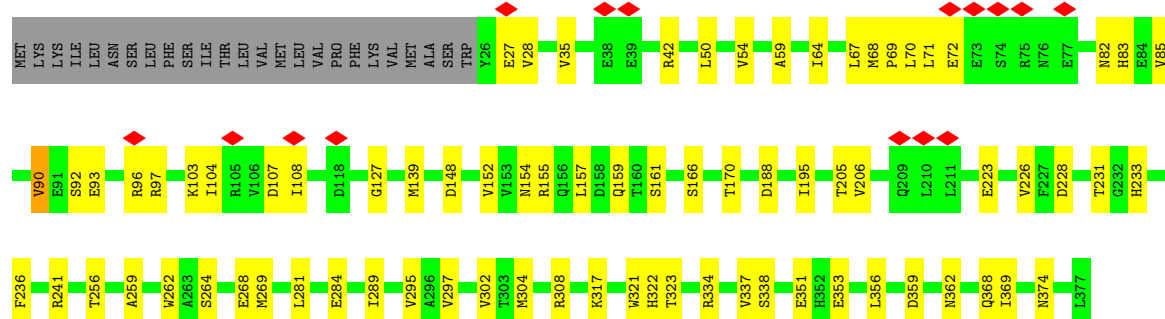 MET LYS LYS ILE LEU ASN SER LEU PHE SER ILE THR LEU VAL MET LEU VAL PRO PHE LYS VAL MET ALA SER TRP Y26 E27 V28 V35 E38 E39 R42 L50 V54 A59 I64 L67 M68 P69 L70 L71 E72 E73 S74 R75 N76 E77 N82 H83 E84 V85
V90 E91 S92 E93 R96 R97 K103 I104 R105 V106 D107 I108 D118 G127 M139 D148 V152 V153 N154 R155 Q156 L157 D158 Q159 T160 S161 S166 T170 D188 I195 T205 V206 Q209 L210 L211 E223 V226 F227 D228 T231 G232 H233
F236 R241 T256 A259 W262 A263 S264 E268 M269 L281 E284 I289 V295 A296 V297 V302 T303 M304 R308 K317 W321 H322 T323 R334 V337 S338 E351 H352 E353 L356 D359 N362 Q368 I369 N374 L377